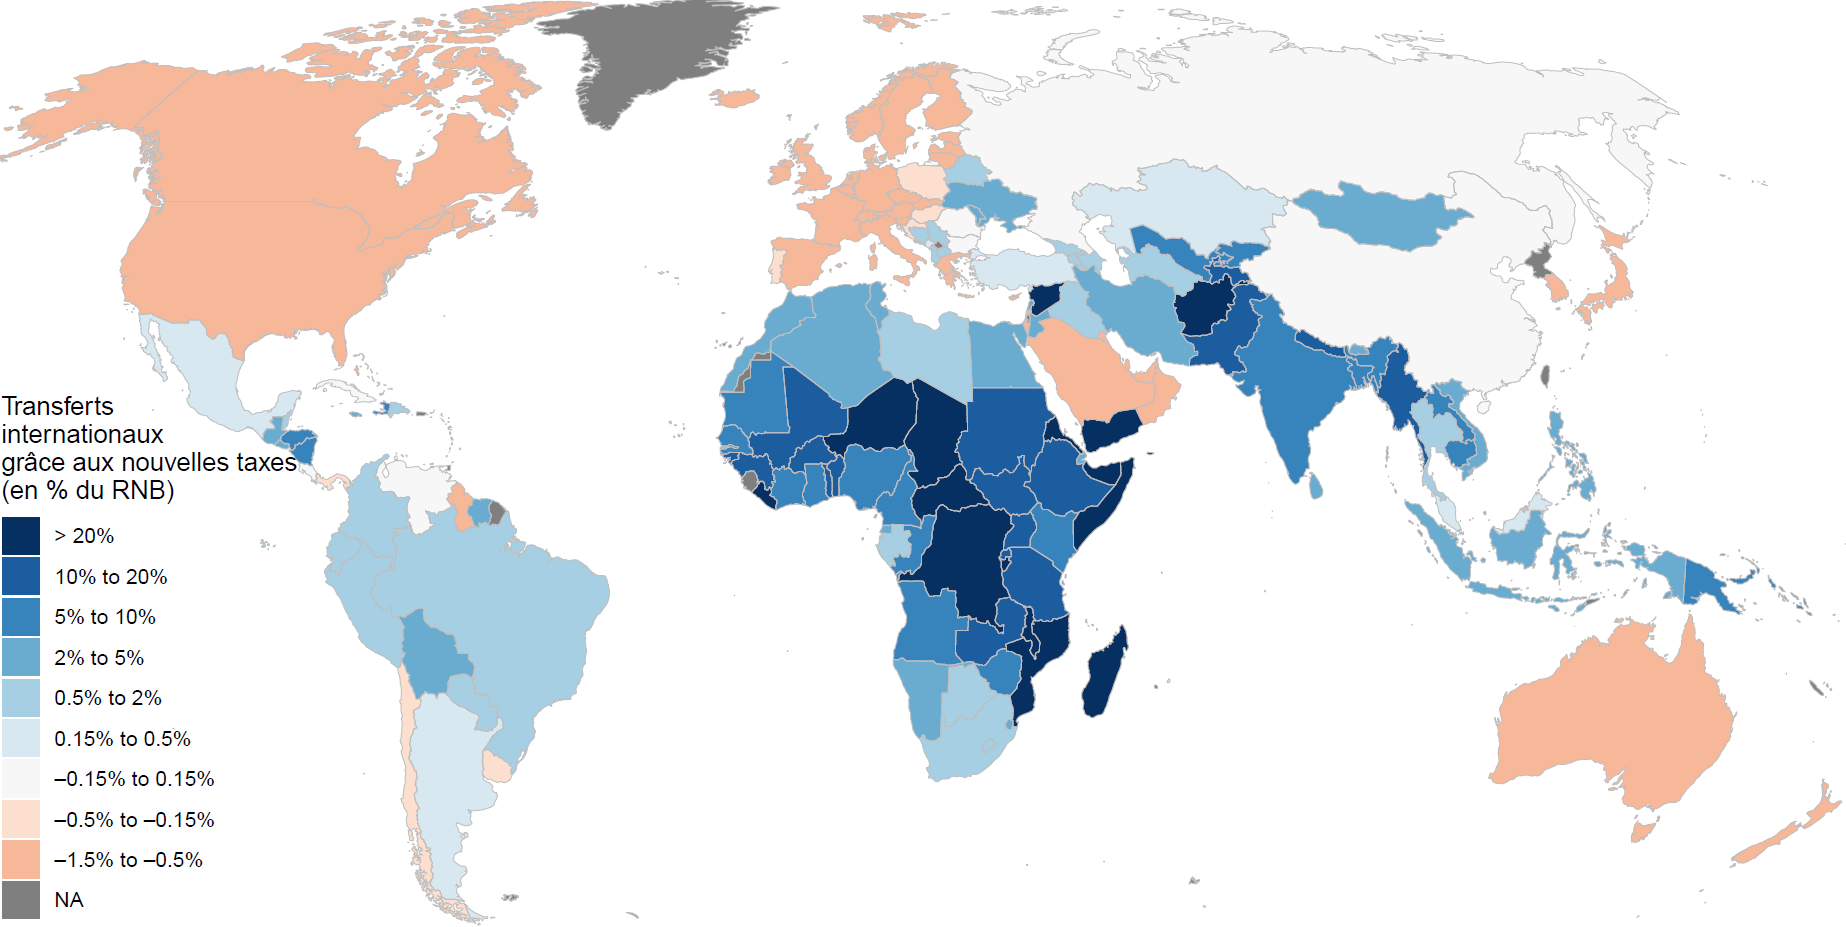 Transferts
internationaux
grâce aux nouvelles taxes
(en % du RNB)
> 20%
10% to 20%
5% to 10%
2% to 5%
0.5% to 2%
0.15% to 0.5%
–0.15% to 0.15%
–0.5% to –0.15%
–1.5% to –0.5%
NA